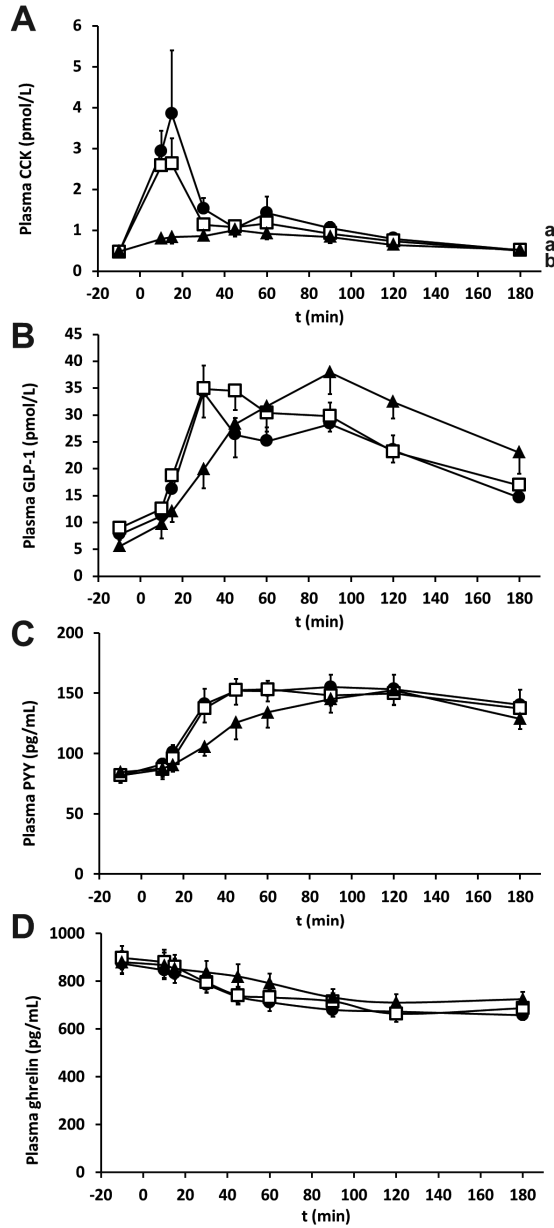 A
Plasma CCK (pmol/L)
6
5
4
3
2
1
0
-20 0 20 40 60 80 100 120 140 160 180
t (min)
a
a
b
B
Plasma GLP-1 (pmol/L)
45
40
35
30
25
20
15
10
5
0
-20 0 20 40 60 80 100 120 140 160 180
t (min)
C
Plasma PYY (pg/mL)
200
150
100
50
0
-20 0 20 40 60 80 100 120 140 160 180
t (min)
D
Plasma ghrelin (pg/mL)
1000
800
600
400
200
0
-20 0 20 40 60 80 100 120 140 160 180
t (min)